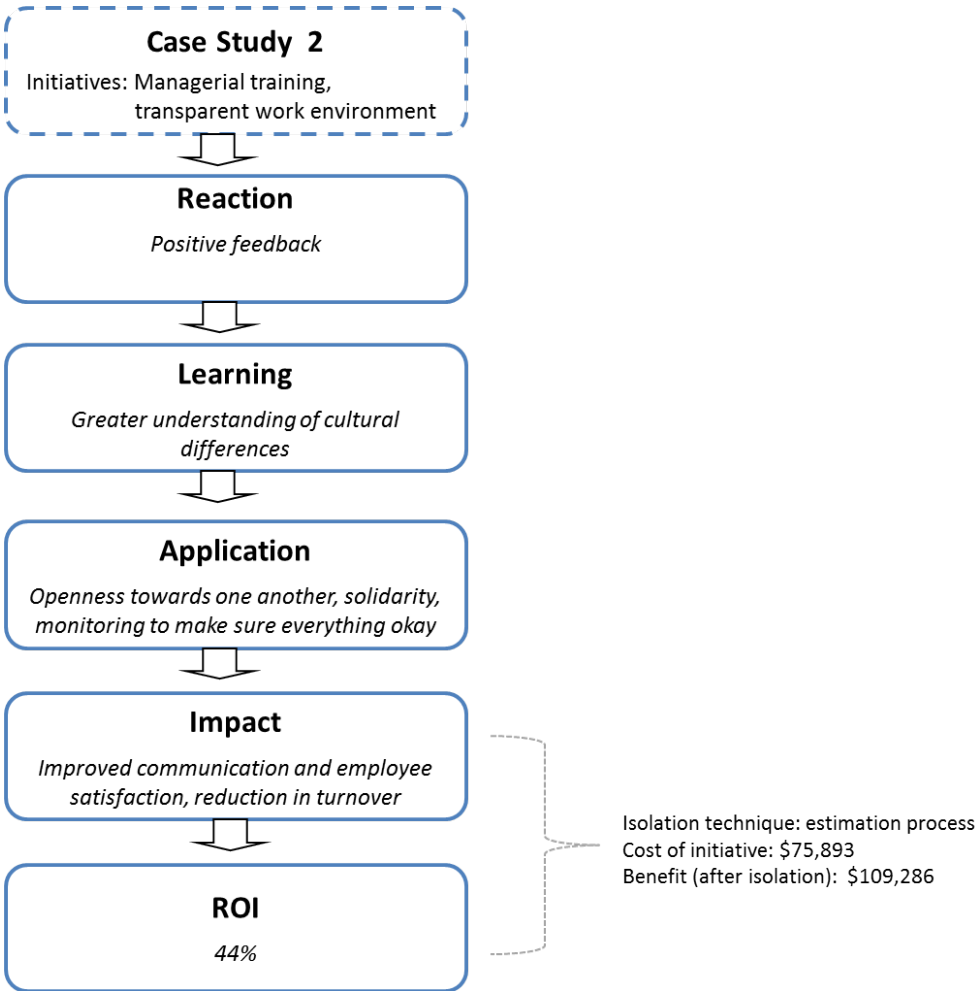 Case Study 2
Initiatives: Managerial training,
transparent work environment
Reaction
Positive feedback
Learning
Greater understanding of cultural
differences
Application
Openness towards one another, solidarity,
monitoring to make sure everything okay
Impact
Improved communication and employee
satisfaction, reduction in turnover
Isolation technique: estimation process
Cost of initiative: $75,893
Benefit (after isolation): $109,286
ROI
44%